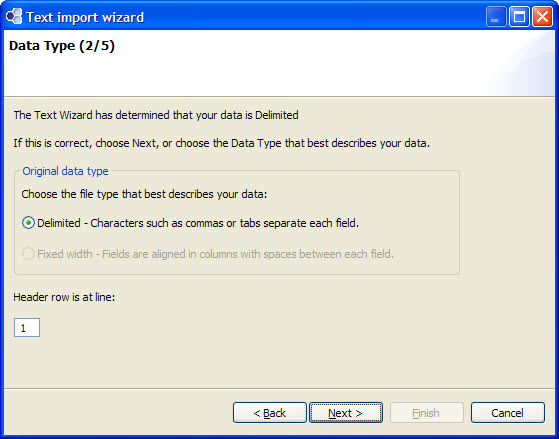 Text import wizard
Data Type (2/5)
The Text Wizard has determined that your data is Delimited
If this is correct, choose Next, or choose the Data Type that best describes your data.
Original data type
Choose the file type that best describes your data:
Delimited - Characters such as commas or tabs separate each field.
Fixed width - Fields are aligned in columns with spaces between each field.
Header row is at line:
1
< Back Next > Finish Cancel